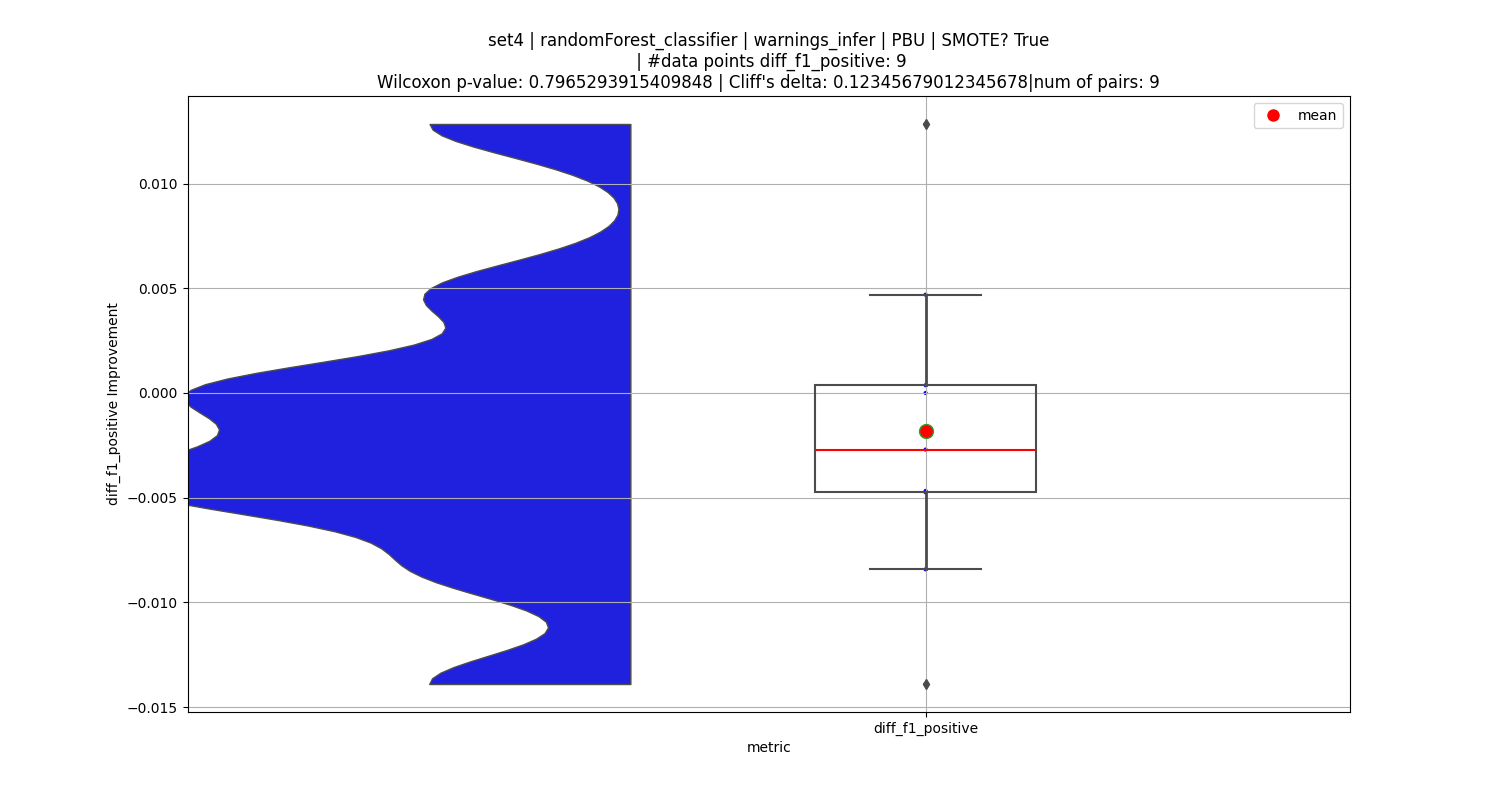 set4 | randomForest_classifier | warnings_infer | PBU | SMOTE? True
| #data points diff_f1_positive: 9
Wilcoxon p-value: 0.7965293915409848 | Cliff's delta: 0.12345679012345678|num of pairs: 9
mean
0.010
0.005
0.000
−0.005
−0.010
−0.015
diff_f1_positive Improvement
diff_f1_positive
metric